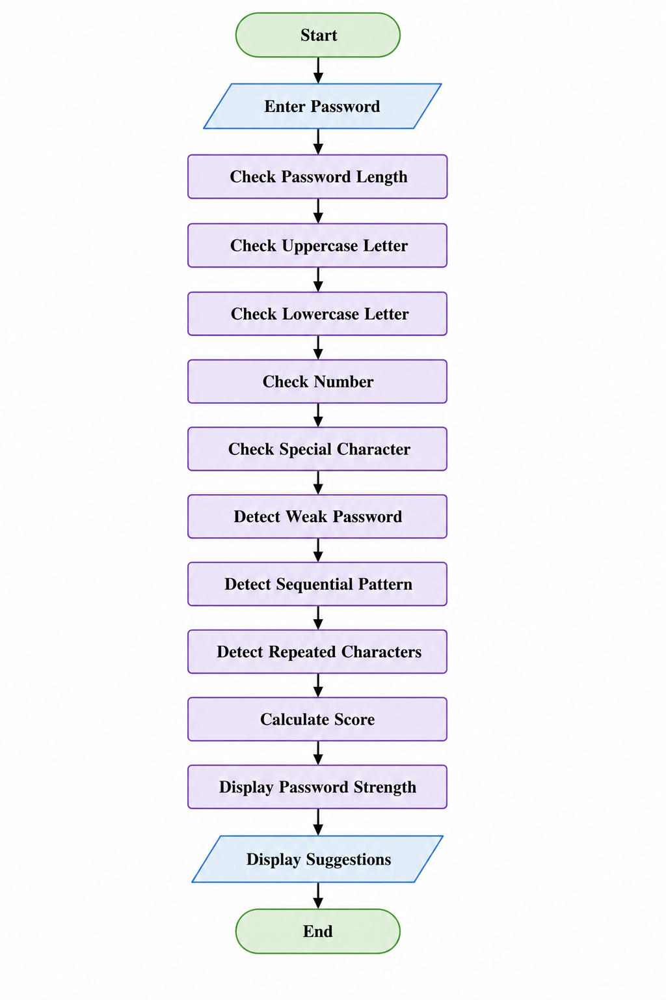 Start
Enter Password
Check Password Length
Check Uppercase Letter
Check Lowercase Letter
Check Number
Check Special Character
Detect Weak Password
Detect Sequential Pattern
Detect Repeated Characters
Calculate Score
Display Password Strength
Display Suggestions
End